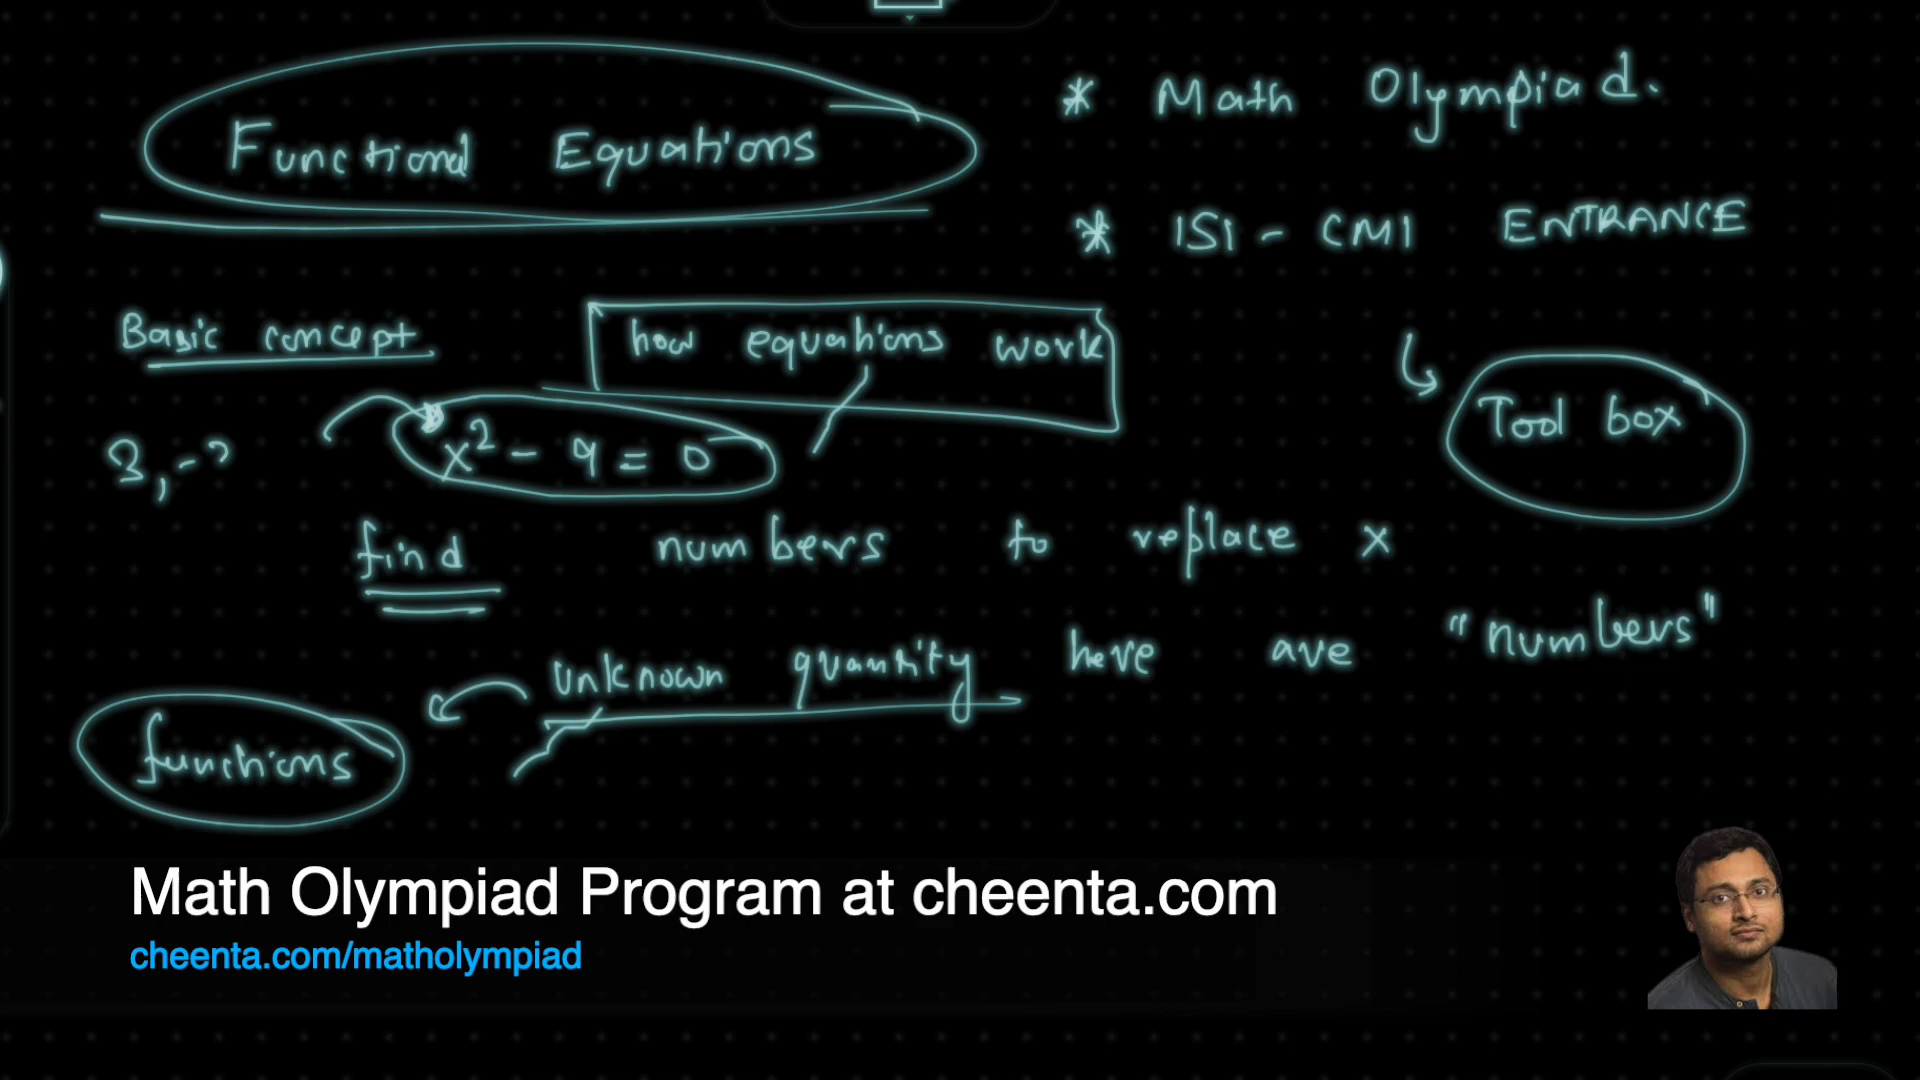 Functional Equations
* Math Olympiad.
* ISI - CMI ENTRANCE
Basic concept
how equations work
Tool box
3, -3
x² - 9 = 0
find numbers to replace x
unknown quantity here are "numbers"
functions
Math Olympiad Program at cheenta.com
cheenta.com/matholympiad